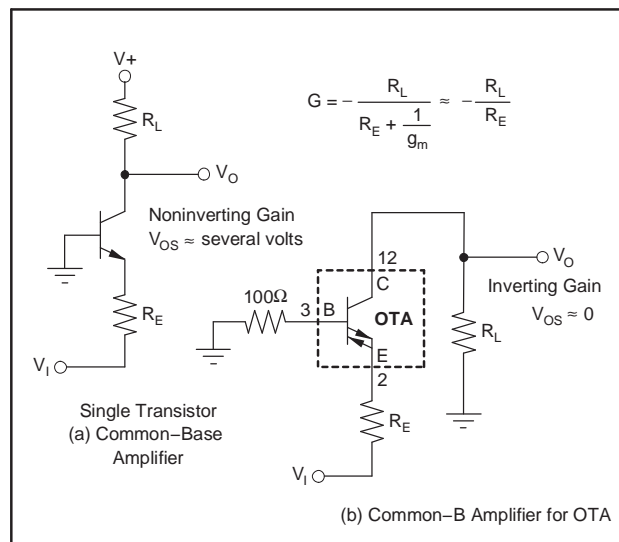 V+
R_L
V_O
Noninverting Gain
V_OS ≈ several volts
R_E
V_I
Single Transistor
(a) Common−Base
Amplifier
G = − R_L / (R_E + 1/g_m) ≈ − R_L / R_E
12
C
V_O
Inverting Gain
V_OS ≈ 0
100Ω
3
B
OTA
R_L
E
2
R_E
V_I
(b) Common−B Amplifier for OTA